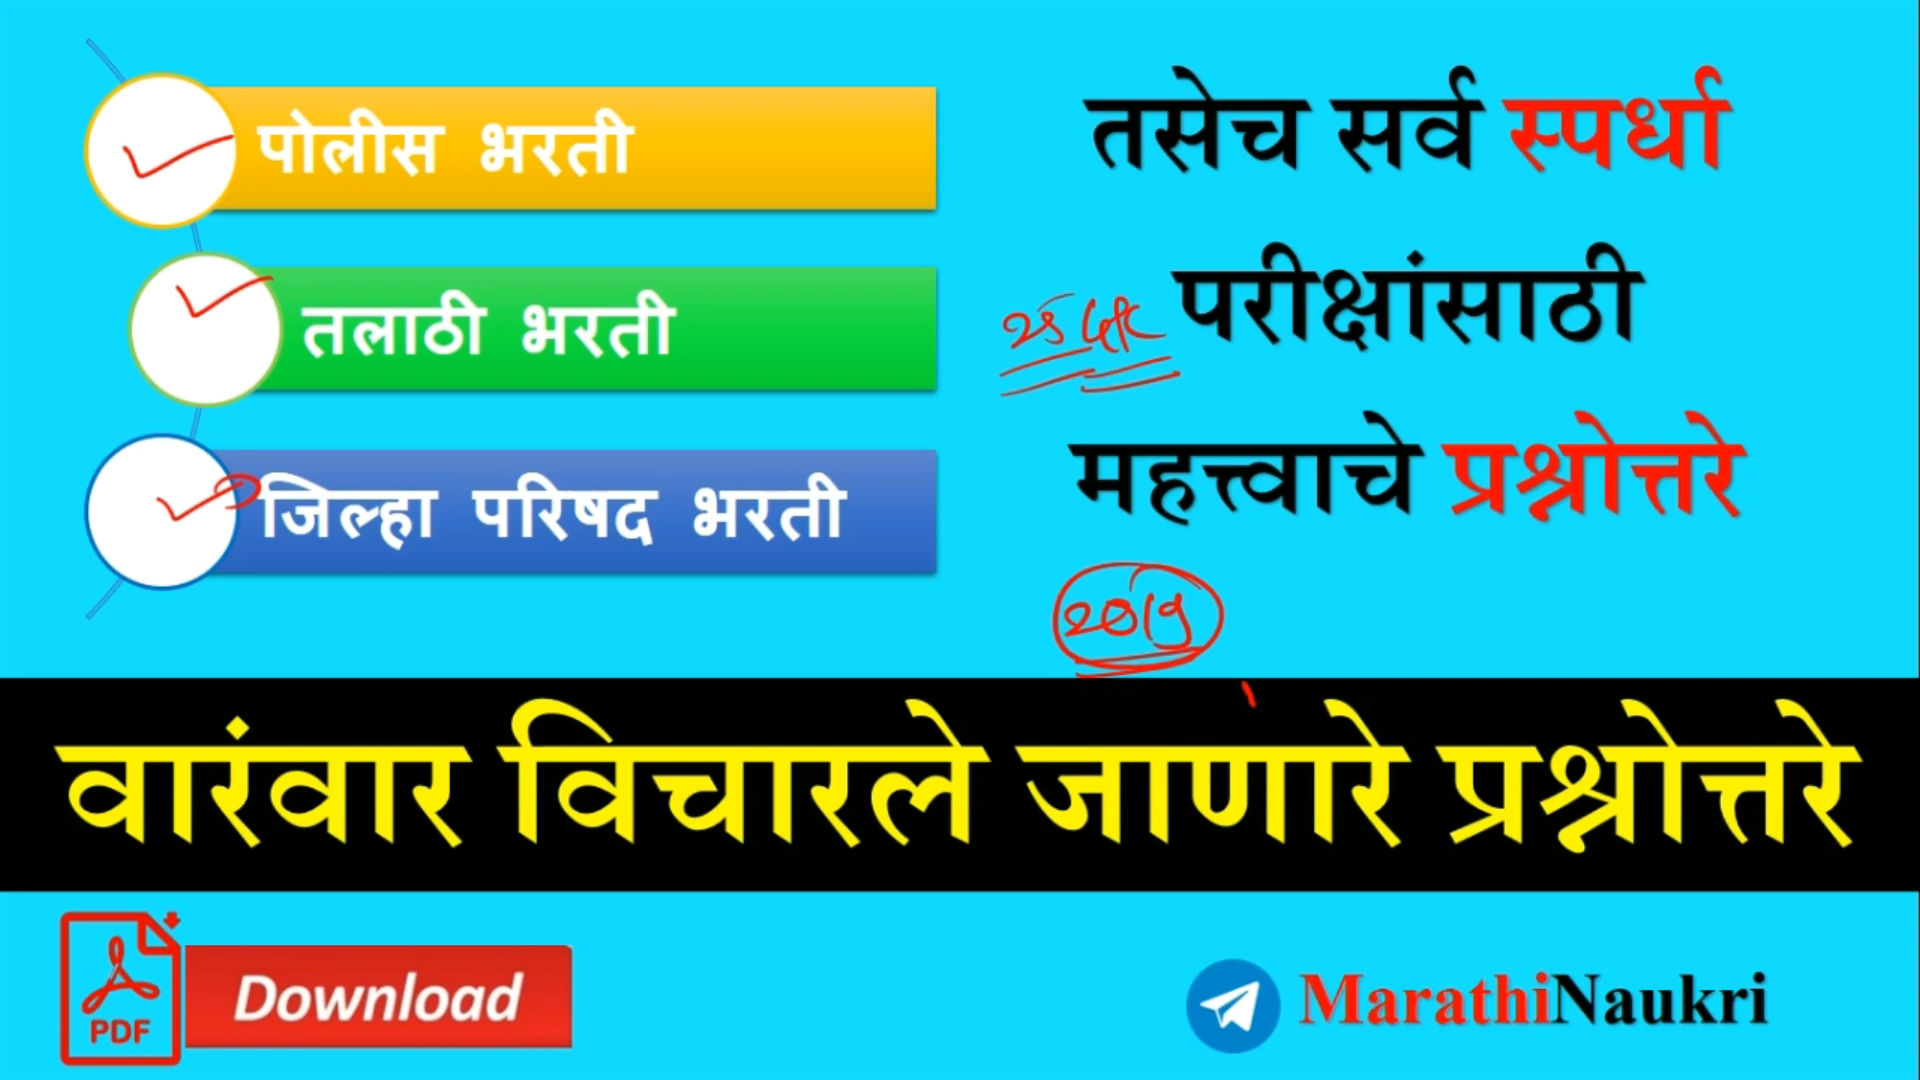 पोलीस भरती
तलाठी भरती
जिल्हा परिषद भरती
तसेच सर्व स्पर्धा
परीक्षांसाठी
महत्त्वाचे प्रश्नोत्तरे
2019
वारंवार विचारले जाणारे प्रश्नोत्तरे
PDF
Download
MarathiNaukri